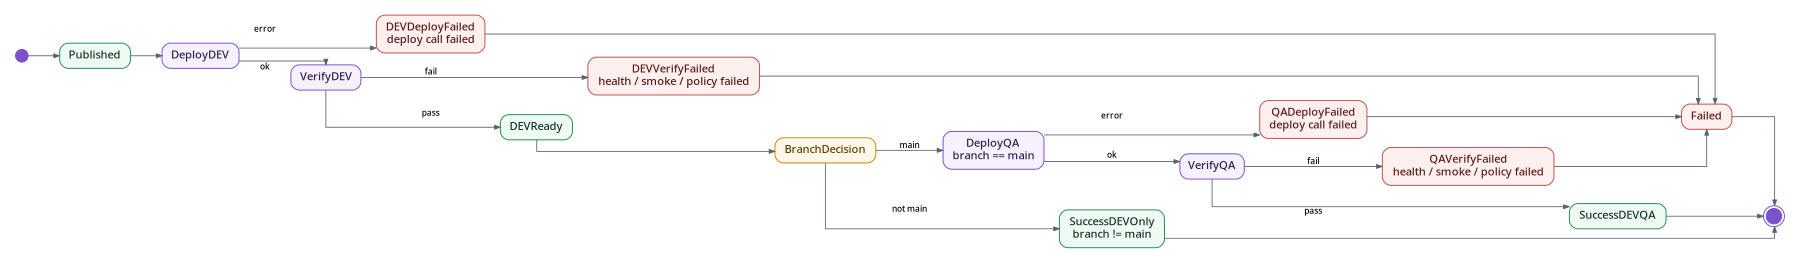 error
DEVDeployFailed
deploy call failed
Published
DeployDEV
ok
VerifyDEV
fail
DEVVerifyFailed
health / smoke / policy failed
pass
DEVReady
BranchDecision
main
DeployQA
branch == main
error
QADeployFailed
deploy call failed
Failed
ok
VerifyQA
fail
QAVerifyFailed
health / smoke / policy failed
not main
SuccessDEVOnly
branch != main
pass
SuccessDEVQA